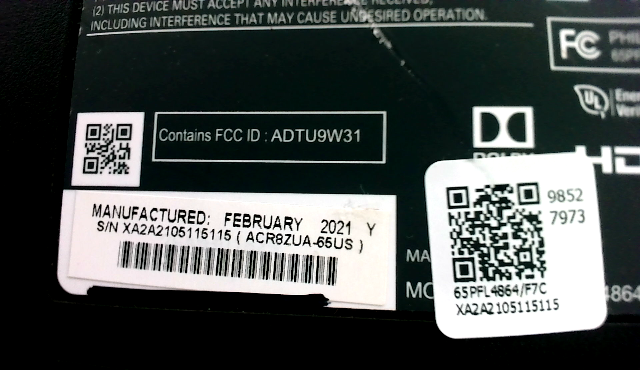 (2) THIS DEVICE MUST ACCEPT ANY INTERFERENCE
INCLUDING INTERFERENCE THAT MAY CAUSE UNDESIRED OPERATION.
FC
Contains FCC ID : ADTU9W31
MANUFACTURED: FEBRUARY 2021 Y
S/N XA2A2105115115 ( ACR8ZUA-65US )
9852
7973
65PFL4864/F7C
XA2A2105115115